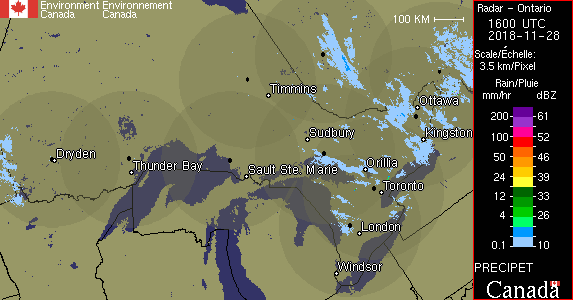 Environment Environnement
Canada Canada
100 KM
Timmins
Ottawa
Sudbury
Kingston
Dryden
Thunder Bay
Sault Ste. Marie
Orillia
Toronto
London
Windsor
Radar - Ontario
1600 UTC
2018-11-28
Scale/Échelle:
3.5 km/Pixel
Rain/Pluie
mm/hr dBZ
200 61
100 56
100 52
50 46
24 39
12 33
4 26
0.1 10
PRECIPET
Canada